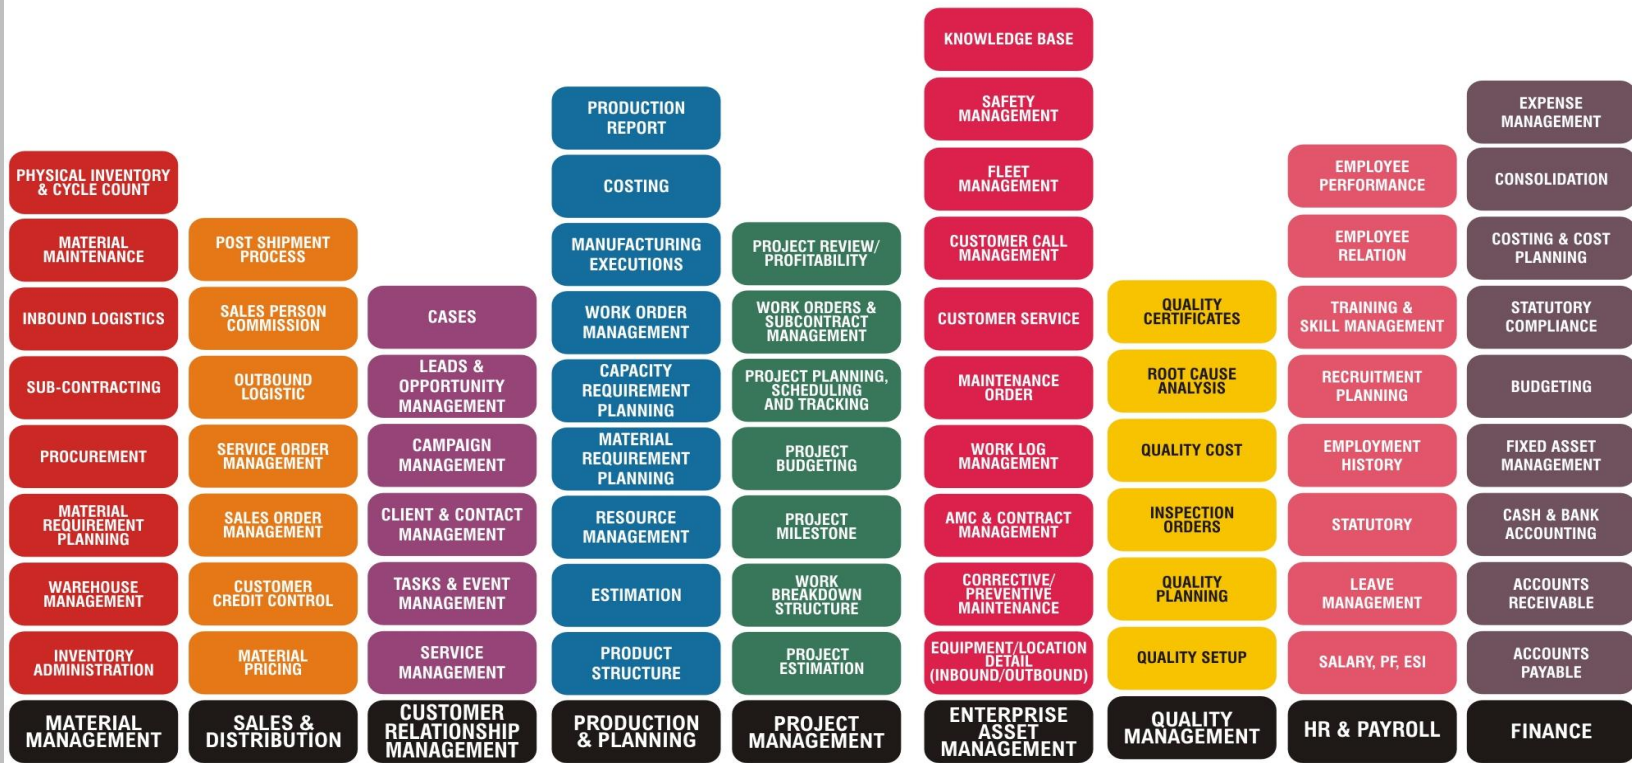 PHYSICAL INVENTORY
& CYCLE COUNT
MATERIAL
MAINTENANCE
INBOUND LOGISTICS
SUB-CONTRACTING
PROCUREMENT
MATERIAL
REQUIREMENT
PLANNING
WAREHOUSE
MANAGEMENT
INVENTORY
ADMINISTRATION
MATERIAL
MANAGEMENT
POST SHIPMENT
PROCESS
SALES PERSON
COMMISSION
OUTBOUND
LOGISTIC
SERVICE ORDER
MANAGEMENT
SALES ORDER
MANAGEMENT
CUSTOMER
CREDIT CONTROL
MATERIAL
PRICING
SALES &
DISTRIBUTION
CASES
LEADS &
OPPORTUNITY
MANAGEMENT
CAMPAIGN
MANAGEMENT
CLIENT & CONTACT
MANAGEMENT
TASKS & EVENT
MANAGEMENT
SERVICE
MANAGEMENT
CUSTOMER
RELATIONSHIP
MANAGEMENT
PRODUCTION
REPORT
COSTING
MANUFACTURING
EXECUTIONS
WORK ORDER
MANAGEMENT
CAPACITY
REQUIREMENT
PLANNING
MATERIAL
REQUIREMENT
PLANNING
RESOURCE
MANAGEMENT
ESTIMATION
PRODUCT
STRUCTURE
PRODUCTION
& PLANNING
PROJECT REVIEW/
PROFITABILITY
WORK ORDERS &
SUBCONTRACT
MANAGEMENT
PROJECT PLANNING,
SCHEDULING
AND TRACKING
PROJECT
BUDGETING
PROJECT
MILESTONE
WORK
BREAKDOWN
STRUCTURE
PROJECT
ESTIMATION
PROJECT
MANAGEMENT
KNOWLEDGE BASE
SAFETY
MANAGEMENT
FLEET
MANAGEMENT
CUSTOMER CALL
MANAGEMENT
CUSTOMER SERVICE
MAINTENANCE
ORDER
WORK LOG
MANAGEMENT
AMC & CONTRACT
MANAGEMENT
CORRECTIVE/
PREVENTIVE
MAINTENANCE
EQUIPMENT/LOCATION
DETAIL
(INBOUND/OUTBOUND)
ENTERPRISE
ASSET
MANAGEMENT
QUALITY
CERTIFICATES
ROOT CAUSE
ANALYSIS
QUALITY COST
INSPECTION
ORDERS
QUALITY
PLANNING
QUALITY SETUP
QUALITY
MANAGEMENT
EMPLOYEE
PERFORMANCE
EMPLOYEE
RELATION
TRAINING &
SKILL MANAGEMENT
RECRUITMENT
PLANNING
EMPLOYMENT
HISTORY
STATUTORY
LEAVE
MANAGEMENT
SALARY, PF, ESI
HR & PAYROLL
EXPENSE
MANAGEMENT
CONSOLIDATION
COSTING & COST
PLANNING
STATUTORY
COMPLIANCE
BUDGETING
FIXED ASSET
MANAGEMENT
CASH & BANK
ACCOUNTING
ACCOUNTS
RECEIVABLE
ACCOUNTS
PAYABLE
FINANCE